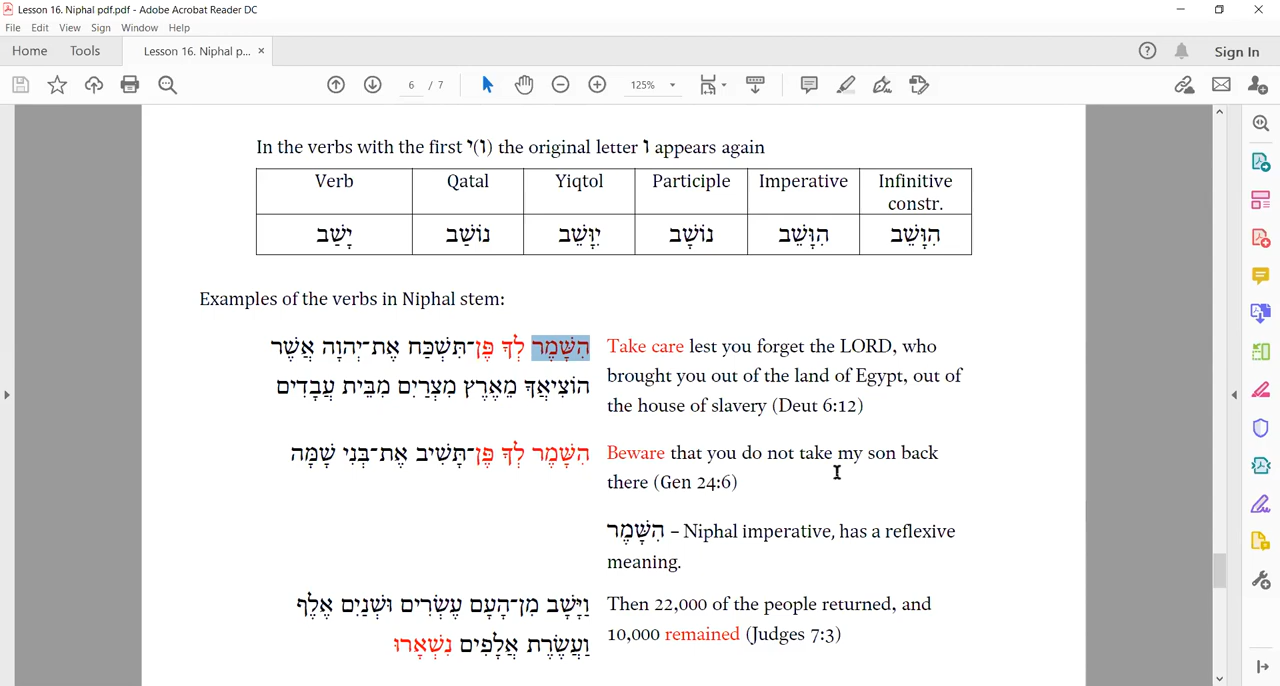 Lesson 16. Niphal pdf.pdf - Adobe Acrobat Reader DC
File Edit View Sign Window Help
Home Tools Lesson 16. Niphal p... × Sign In
6 / 7 125%
In the verbs with the first י(ו) the original letter ו appears again
Verb Qatal Yiqtol Participle Imperative Infinitive constr.
יָשַׁב נוֹשַׁב יִוָּשֵׁב נוֹשָׁב הִוָּשֵׁב הִוָּשֵׁב
Examples of the verbs in Niphal stem:
הִשָּׁמֶר לְךָ פֶּן־תִּשְׁכַּח אֶת־יְהוָה אֲשֶׁר
הוֹצִיאֲךָ מֵאֶרֶץ מִצְרַיִם מִבֵּית עֲבָדִים
Take care lest you forget the LORD, who
brought you out of the land of Egypt, out of
the house of slavery (Deut 6:12)
הִשָּׁמֶר לְךָ פֶּן־תָּשִׁיב אֶת־בְּנִי שָׁמָּה
Beware that you do not take my son back
there (Gen 24:6)
הִשָּׁמֶר – Niphal imperative, has a reflexive
meaning.
וַיָּשָׁב מִן־הָעָם עֶשְׂרִים וּשְׁנַיִם אֶלֶף
וַעֲשֶׂרֶת אֲלָפִים נִשְׁאָרוּ
Then 22,000 of the people returned, and
10,000 remained (Judges 7:3)